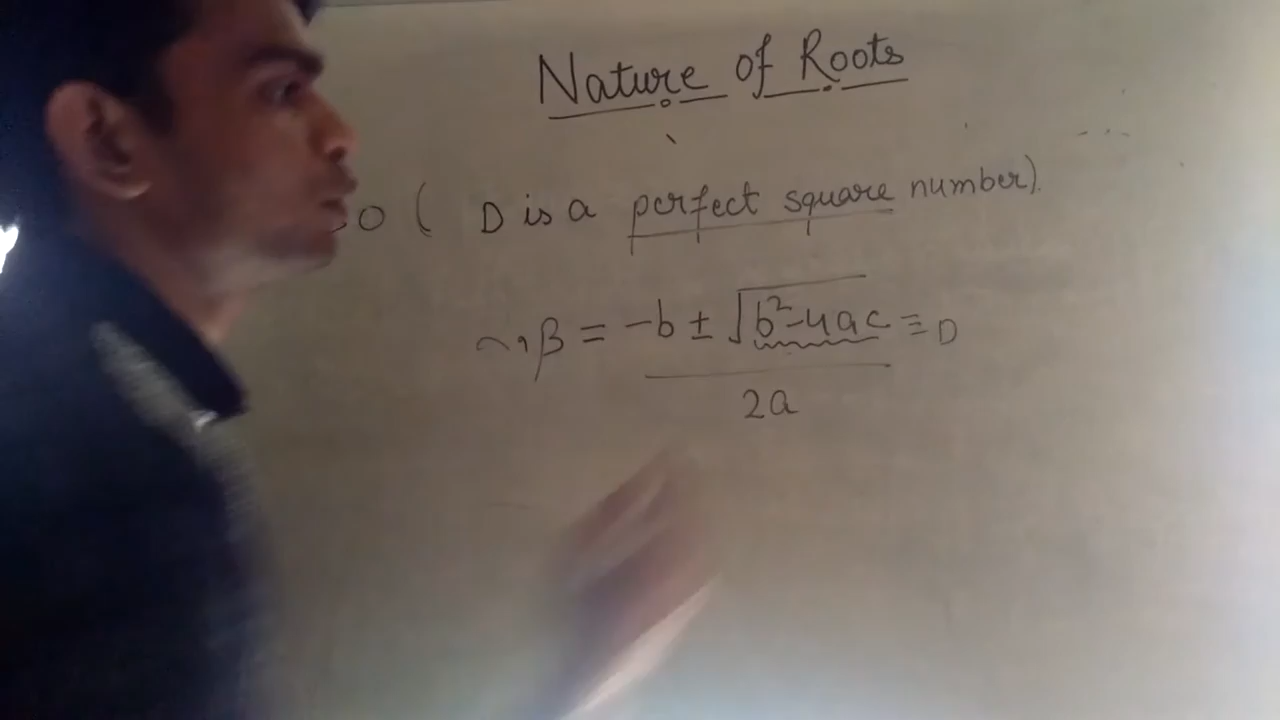 Nature of Roots
>0 ( D is a perfect square number).
β = -b ± √b²-4ac ≡ D
2a